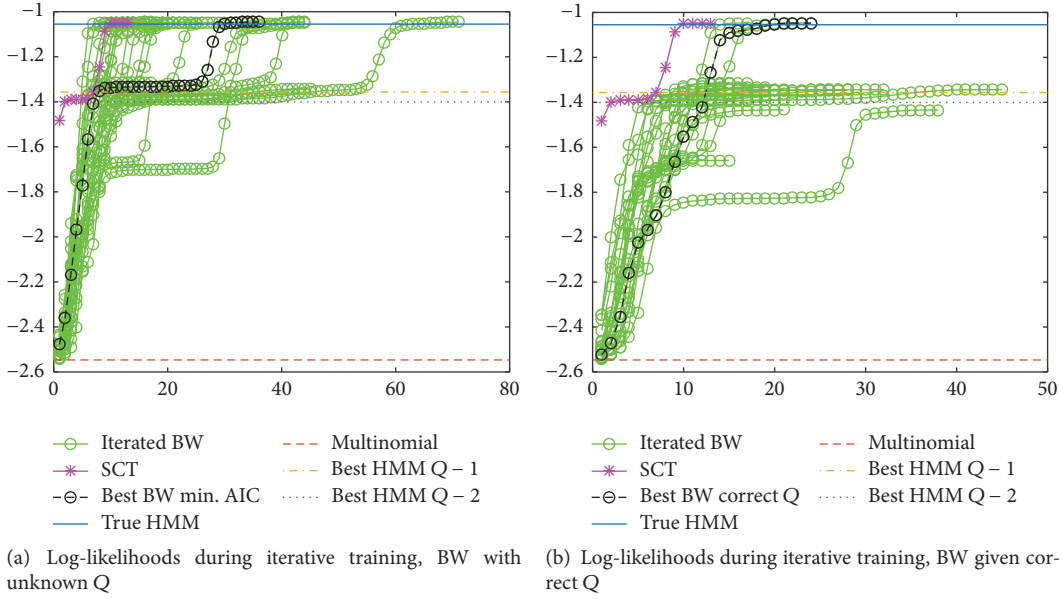 −1
−1.2
−1.4
−1.6
−1.8
−2
−2.2
−2.4
−2.6
0 20 40 60 80
Iterated BW
SCT
Best BW min. AIC
True HMM
Multinomial
Best HMM Q − 1
Best HMM Q − 2
(a) Log-likelihoods during iterative training, BW with
unknown Q
−1
−1.2
−1.4
−1.6
−1.8
−2
−2.2
−2.4
−2.6
0 10 20 30 40 50
Iterated BW
SCT
Best BW correct Q
True HMM
Multinomial
Best HMM Q − 1
Best HMM Q − 2
(b) Log-likelihoods during iterative training, BW given cor-
rect Q